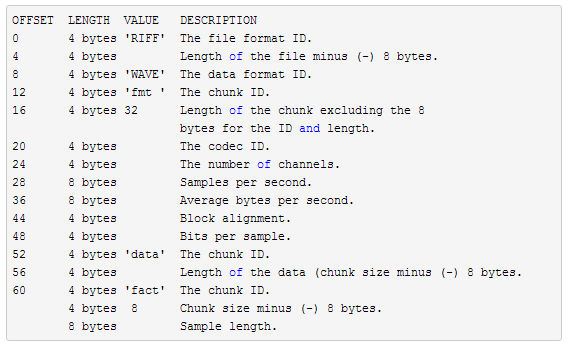 OFFSET  LENGTH  VALUE   DESCRIPTION
0       4 bytes 'RIFF'  The file format ID.
4       4 bytes         Length of the file minus (-) 8 bytes.
8       4 bytes 'WAVE'  The data format ID.
12      4 bytes 'fmt '  The chunk ID.
16      4 bytes 32      Length of the chunk excluding the 8
                        bytes for the ID and length.
20      4 bytes         The codec ID.
24      4 bytes         The number of channels.
28      8 bytes         Samples per second.
36      8 bytes         Average bytes per second.
44      4 bytes         Block alignment.
48      4 bytes         Bits per sample.
52      4 bytes 'data'  The chunk ID.
56      4 bytes         Length of the data (chunk size minus (-) 8 bytes.
60      4 bytes 'fact'  The chunk ID.
        4 bytes  8      Chunk size minus (-) 8 bytes.
        8 bytes         Sample length.